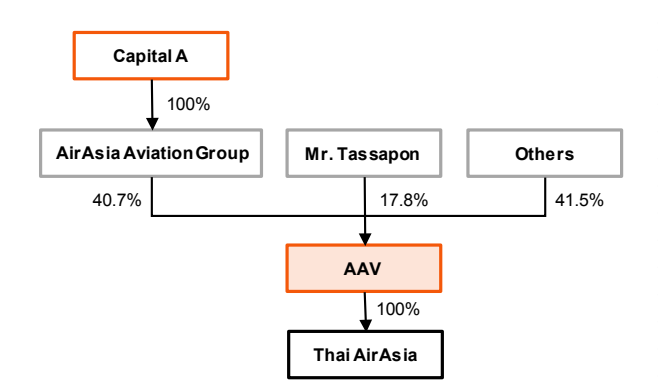 Capital A
100%
AirAsia Aviation Group
Mr. Tassapon
Others
40.7%
17.8%
41.5%
AAV
100%
Thai AirAsia